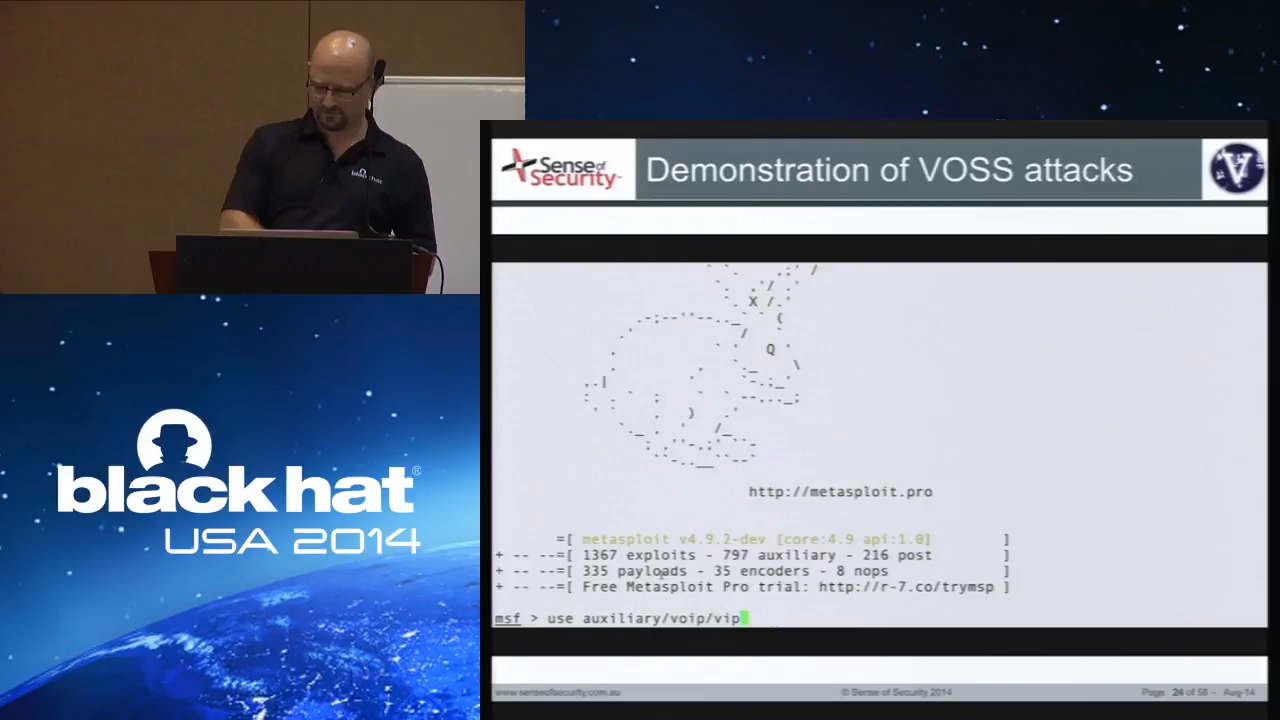 black hat
Sense of
Security
Demonstration of VOSS attacks
V
http://metasploit.pro
=[ metasploit v4.9.2-dev [core:4.9 api:1.0] ]
+ -- --=[ 1367 exploits - 797 auxiliary - 216 post ]
+ -- --=[ 335 payloads - 35 encoders - 8 nops ]
+ -- --=[ Free Metasploit Pro trial: http://r-7.co/trymsp ]
msf > use auxiliary/voip/vip
www.senseofsecurity.com.au
© Sense of Security 2014
Page 24 of 58 – Aug-14
black hat®
USA 2014